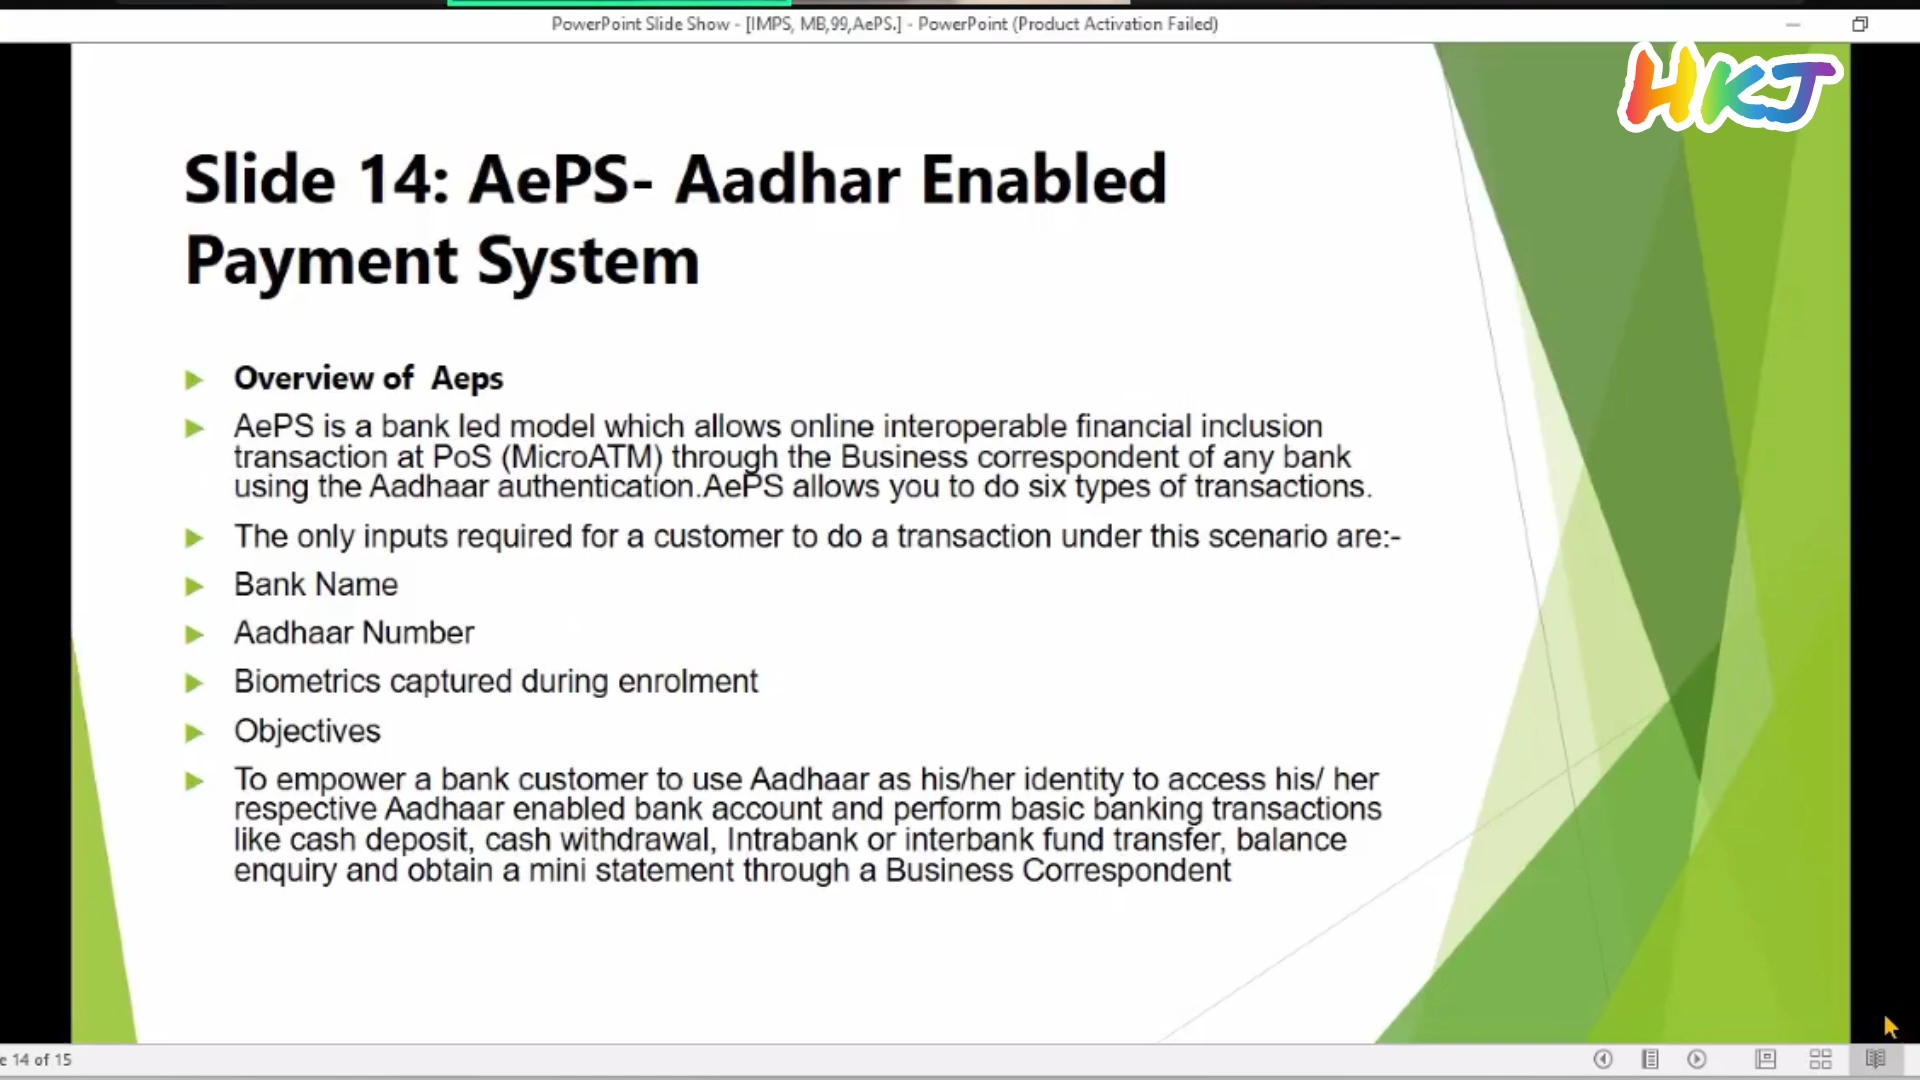 PowerPoint Slide Show - [IMPS, MB,99,AePS.] - PowerPoint (Product Activation Failed)
HKJ
Slide 14: AePS- Aadhar Enabled
Payment System
Overview of  Aeps
AePS is a bank led model which allows online interoperable financial inclusion
transaction at PoS (MicroATM) through the Business correspondent of any bank
using the Aadhaar authentication.AePS allows you to do six types of transactions.
The only inputs required for a customer to do a transaction under this scenario are:-
Bank Name
Aadhaar Number
Biometrics captured during enrolment
Objectives
To empower a bank customer to use Aadhaar as his/her identity to access his/ her
respective Aadhaar enabled bank account and perform basic banking transactions
like cash deposit, cash withdrawal, Intrabank or interbank fund transfer, balance
enquiry and obtain a mini statement through a Business Correspondent
e 14 of 15